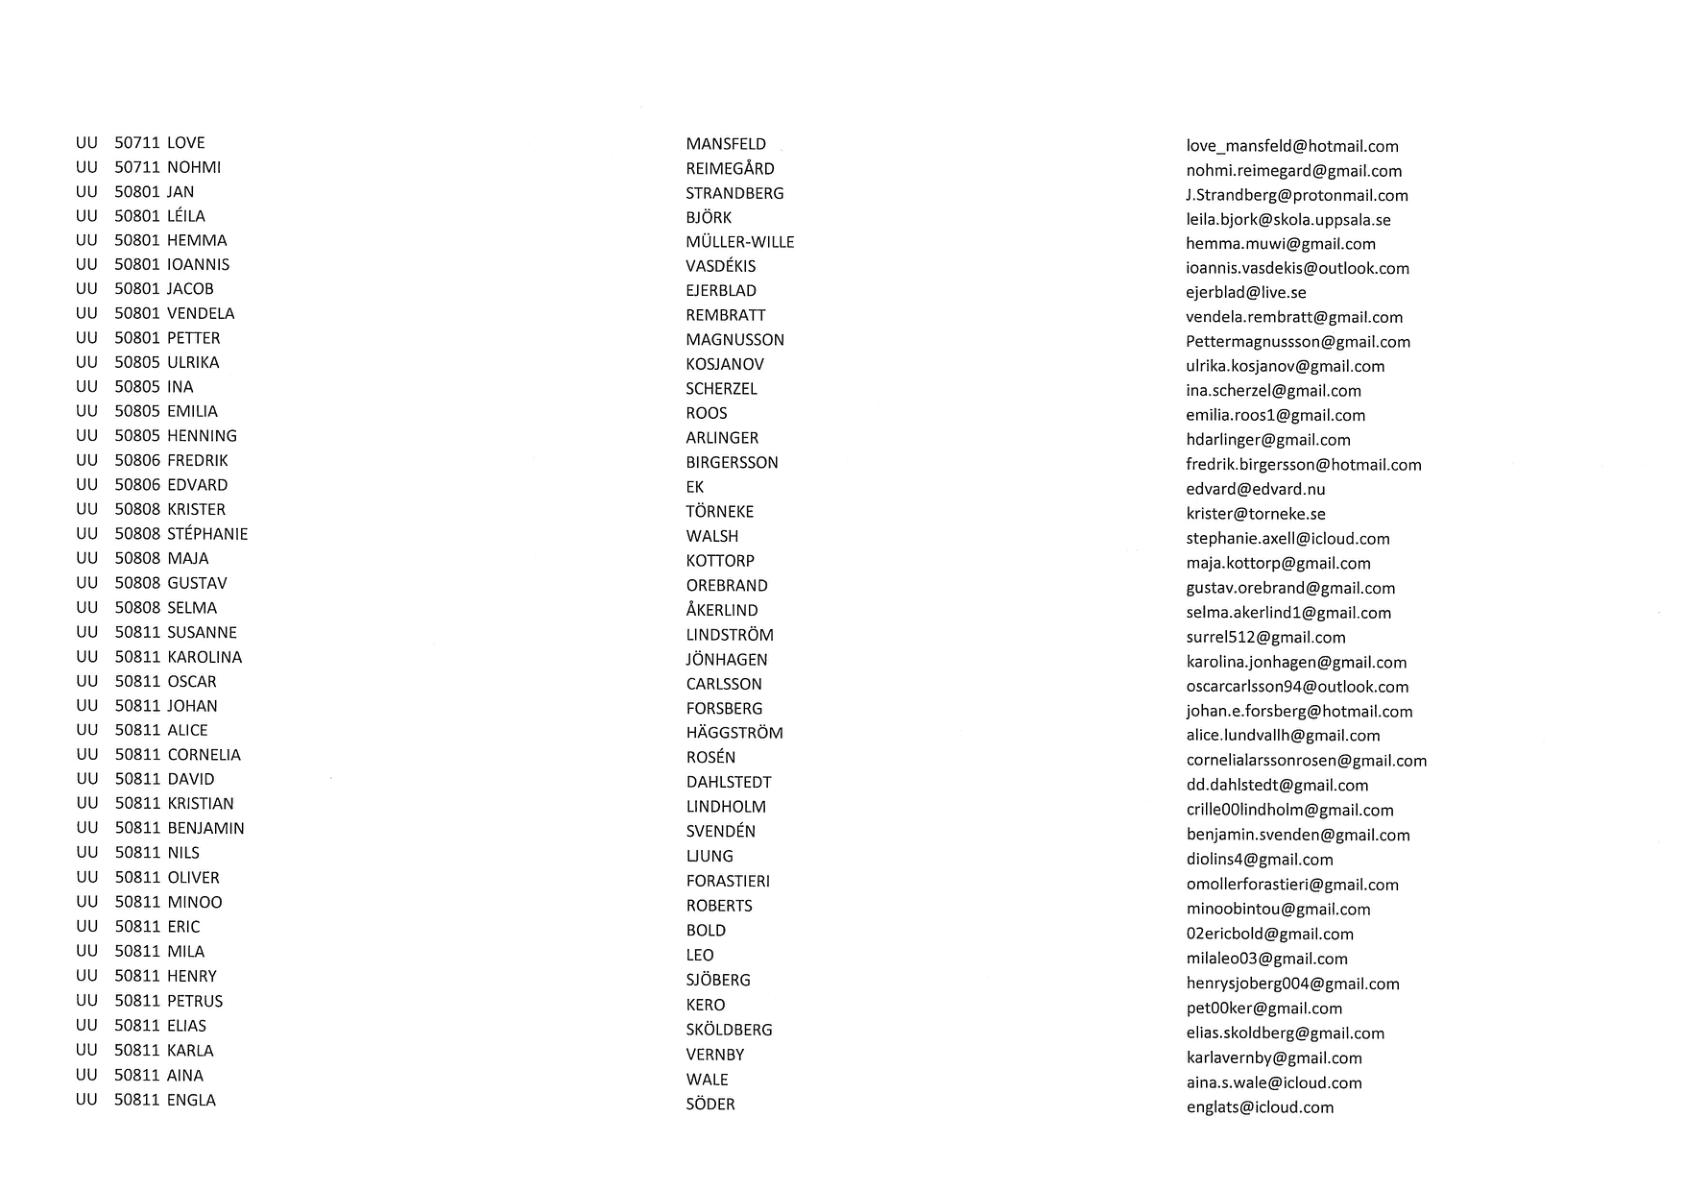 UU 50711 LOVE MANSFELD love_mansfeld@hotmail.com
UU 50711 NOHMI REIMEGÅRD nohmi.reimegard@gmail.com
UU 50801 JAN STRANDBERG J.Strandberg@protonmail.com
UU 50801 LÉILA BJÖRK leila.bjork@skola.uppsala.se
UU 50801 HEMMA MÜLLER-WILLE hemma.muwi@gmail.com
UU 50801 IOANNIS VASDÉKIS ioannis.vasdekis@outlook.com
UU 50801 JACOB EJERBLAD ejerblad@live.se
UU 50801 VENDELA REMBRATT vendela.rembratt@gmail.com
UU 50801 PETTER MAGNUSSON Pettermagnussson@gmail.com
UU 50805 ULRIKA KOSJANOV ulrika.kosjanov@gmail.com
UU 50805 INA SCHERZEL ina.scherzel@gmail.com
UU 50805 EMILIA ROOS emilia.roos1@gmail.com
UU 50805 HENNING ARLINGER hdarlinger@gmail.com
UU 50806 FREDRIK BIRGERSSON fredrik.birgersson@hotmail.com
UU 50806 EDVARD EK edvard@edvard.nu
UU 50808 KRISTER TÖRNEKE krister@torneke.se
UU 50808 STÉPHANIE WALSH stephanie.axell@icloud.com
UU 50808 MAJA KOTTORP maja.kottorp@gmail.com
UU 50808 GUSTAV OREBRAND gustav.orebrand@gmail.com
UU 50808 SELMA ÅKERLIND selma.akerlind1@gmail.com
UU 50811 SUSANNE LINDSTRÖM surrel512@gmail.com
UU 50811 KAROLINA JÖNHAGEN karolina.jonhagen@gmail.com
UU 50811 OSCAR CARLSSON oscarcarlsson94@outlook.com
UU 50811 JOHAN FORSBERG johan.e.forsberg@hotmail.com
UU 50811 ALICE HÄGGSTRÖM alice.lundvallh@gmail.com
UU 50811 CORNELIA ROSÉN cornelialarssonrosen@gmail.com
UU 50811 DAVID DAHLSTEDT dd.dahlstedt@gmail.com
UU 50811 KRISTIAN LINDHOLM crille00lindholm@gmail.com
UU 50811 BENJAMIN SVENDÉN benjamin.svenden@gmail.com
UU 50811 NILS LJUNG diolins4@gmail.com
UU 50811 OLIVER FORASTIERI omollerforastieri@gmail.com
UU 50811 MINOO ROBERTS minoobintou@gmail.com
UU 50811 ERIC BOLD 02ericbold@gmail.com
UU 50811 MILA LEO milaleo03@gmail.com
UU 50811 HENRY SJÖBERG henrysjoberg004@gmail.com
UU 50811 PETRUS KERO pet00ker@gmail.com
UU 50811 ELIAS SKÖLDBERG elias.skoldberg@gmail.com
UU 50811 KARLA VERNBY karlavernby@gmail.com
UU 50811 AINA WALE aina.s.wale@icloud.com
UU 50811 ENGLA SÖDER englats@icloud.com